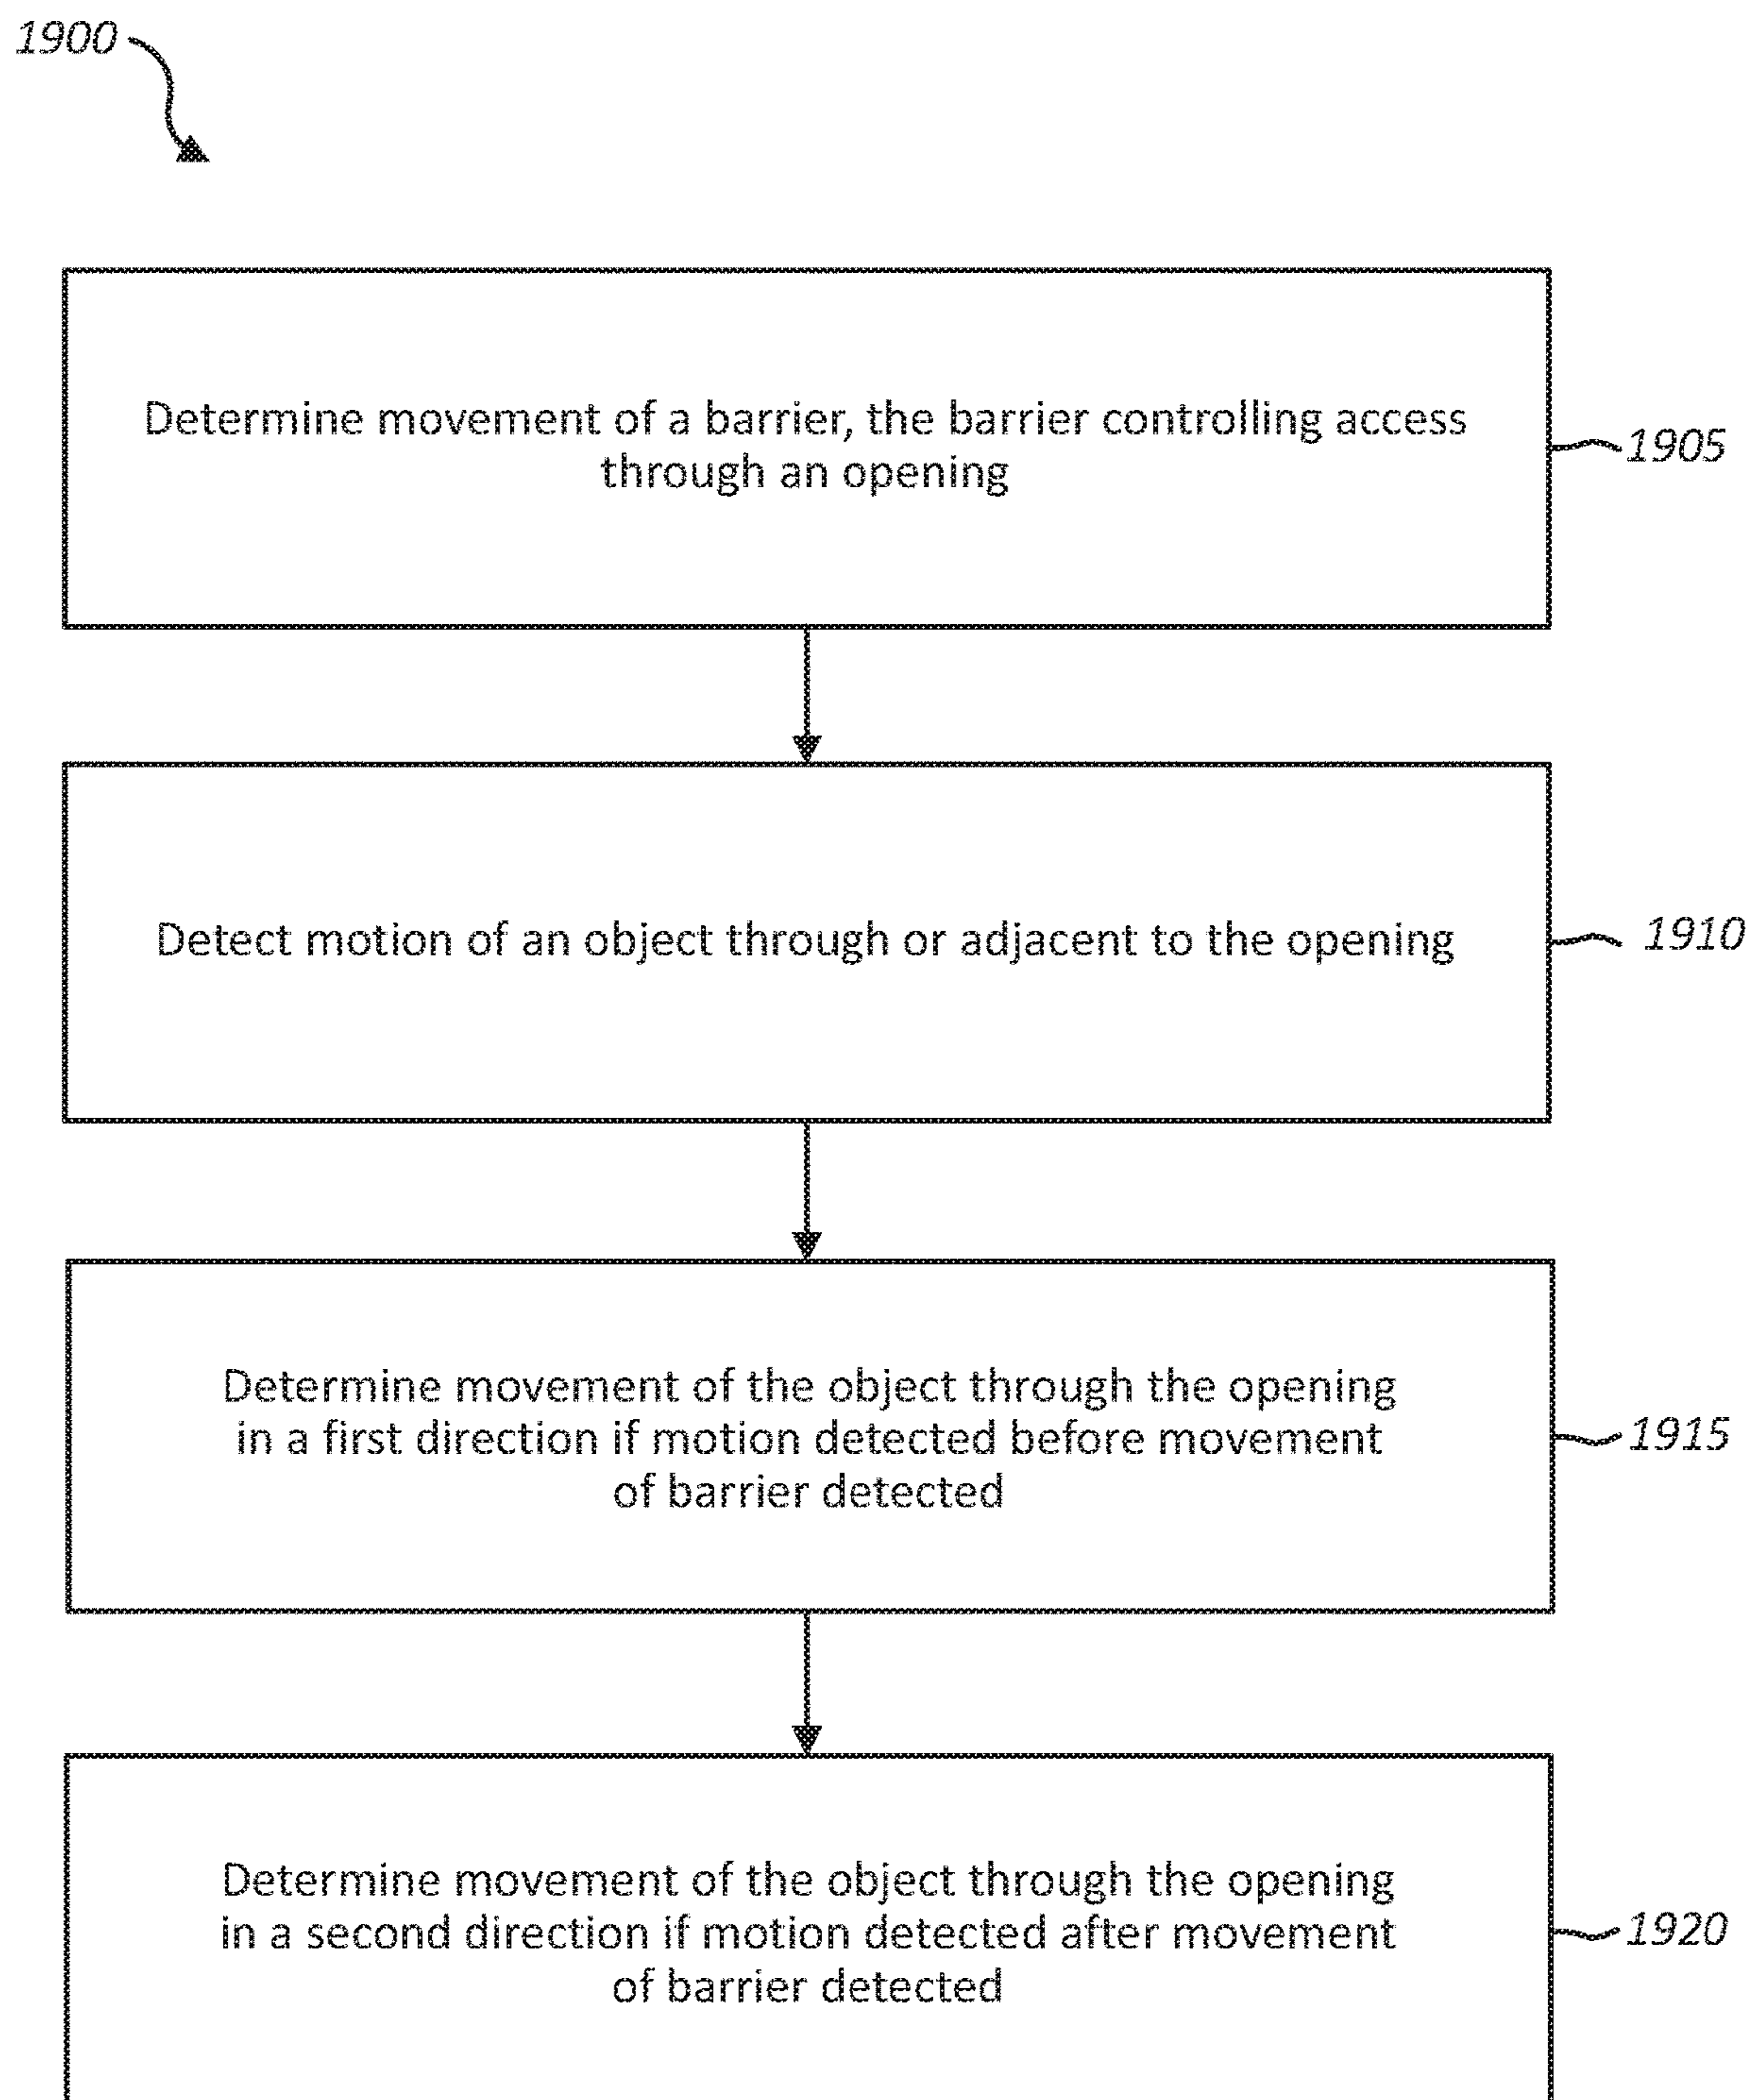 1900
Determine movement of a barrier, the barrier controlling access
through an opening
1905
Detect motion of an object through or adjacent to the opening
1910
Determine movement of the object through the opening
in a first direction if motion detected before movement
of barrier detected
1915
Determine movement of the object through the opening
in a second direction if motion detected after movement
of barrier detected
1920